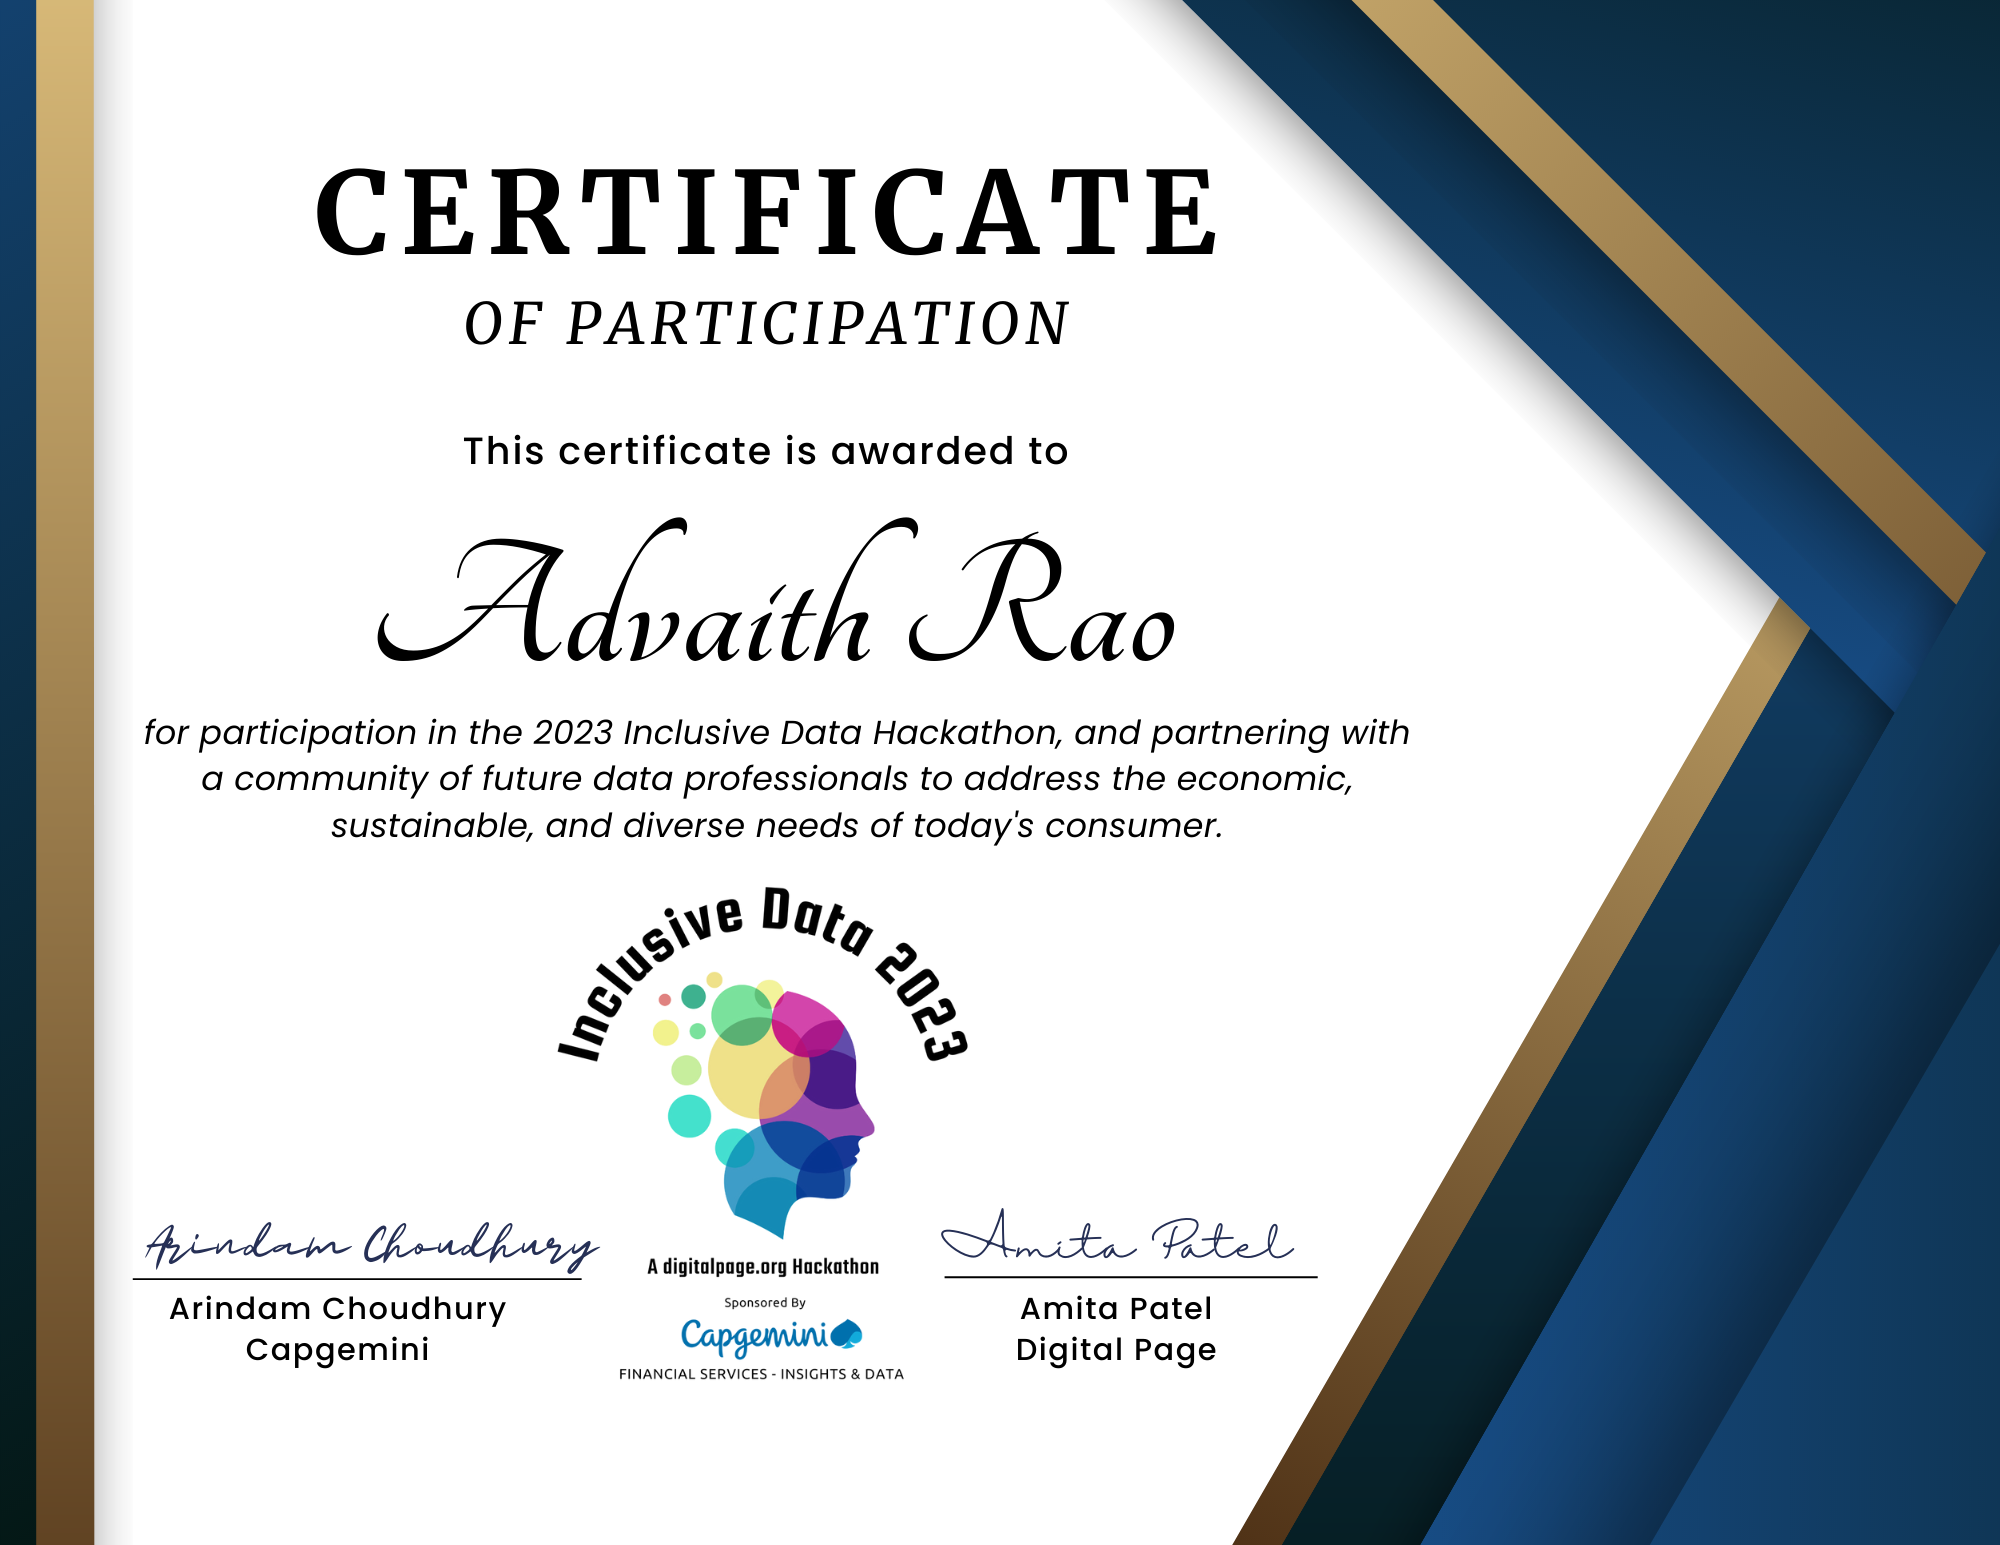 CERTIFICATE
OF PARTICIPATION
This certificate is awarded to
Advaith Rao
for participation in the 2023 Inclusive Data Hackathon, and partnering with
a community of future data professionals to address the economic,
sustainable, and diverse needs of today's consumer.
Inclusive Data 2023
Arindam Choudhury
Arindam Choudhury
Capgemini
A digitalpage.org Hackathon
Sponsored By
Capgemini
FINANCIAL SERVICES - INSIGHTS & DATA
Amita Patel
Amita Patel
Digital Page